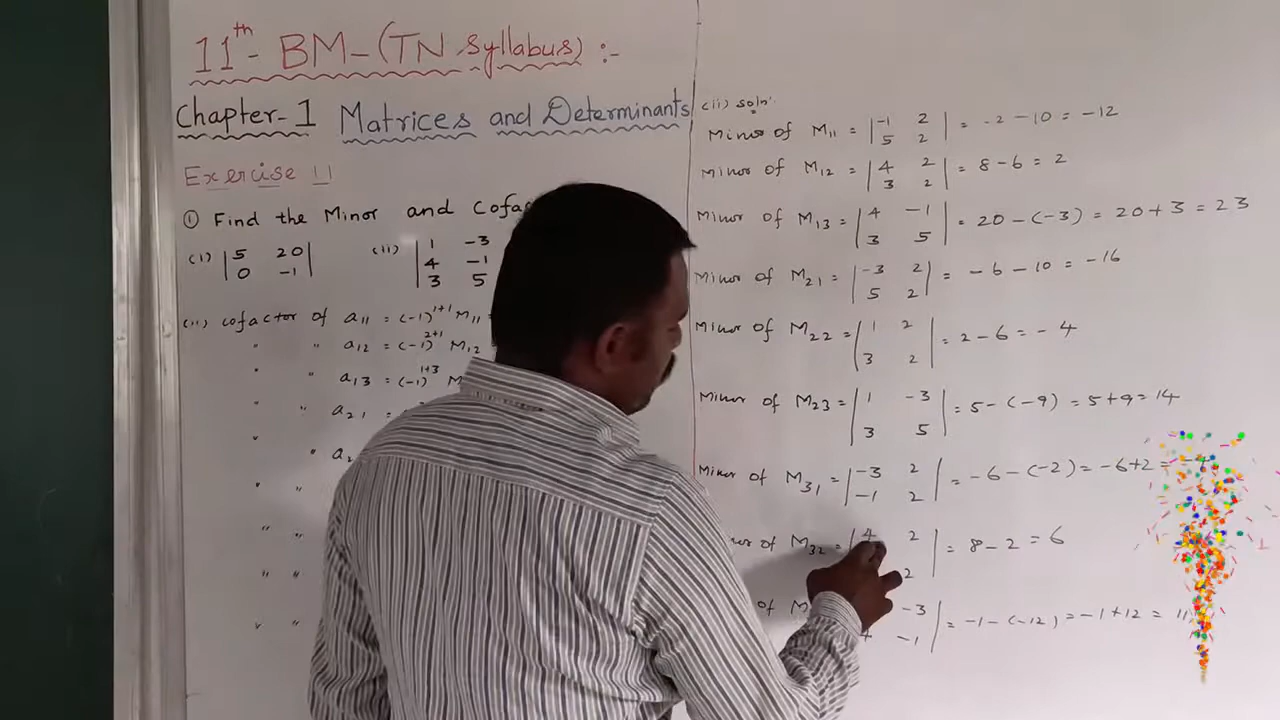 11th - BM - (TN Syllabus) :-
Chapter-1 Matrices and Determinants
Exercise 1.1
① Find the Minor and Cofac
(i) | 5 20 |
| 0 -1 |
(ii) | 1 -3
| 4 -1
| 3 5
(ii) cofactor of a11 = (-1)^1+1 M11 =
" " a12 = (-1)^2+1 M12
" " a13 = (-1)^1+3 M
" " a21 =
" " a2
" "
" "
" "
" "
(ii) soln.
Minor of M11 = | -1 2 | = -2 - 10 = -12
| 5 2 |
Minor of M12 = | 4 2 | = 8 - 6 = 2
| 3 2 |
Minor of M13 = | 4 -1 | = 20 - (-3) = 20 + 3 = 23
| 3 5 |
Minor of M21 = | -3 2 | = -6 - 10 = -16
| 5 2 |
Minor of M22 = | 1 2 | = 2 - 6 = -4
| 3 2 |
Minor of M23 = | 1 -3 | = 5 - (-9) = 5 + 9 = 14
| 3 5 |
Minor of M31 = | -3 2 | = -6 - (-2) = -6 + 2 = -4
| -1 2 |
nor of M32 = | 4 2 | = 8 - 2 = 6
2 |
of M -3 | = -1 - (-12) = -1 + 12 = 11
4 -1 |